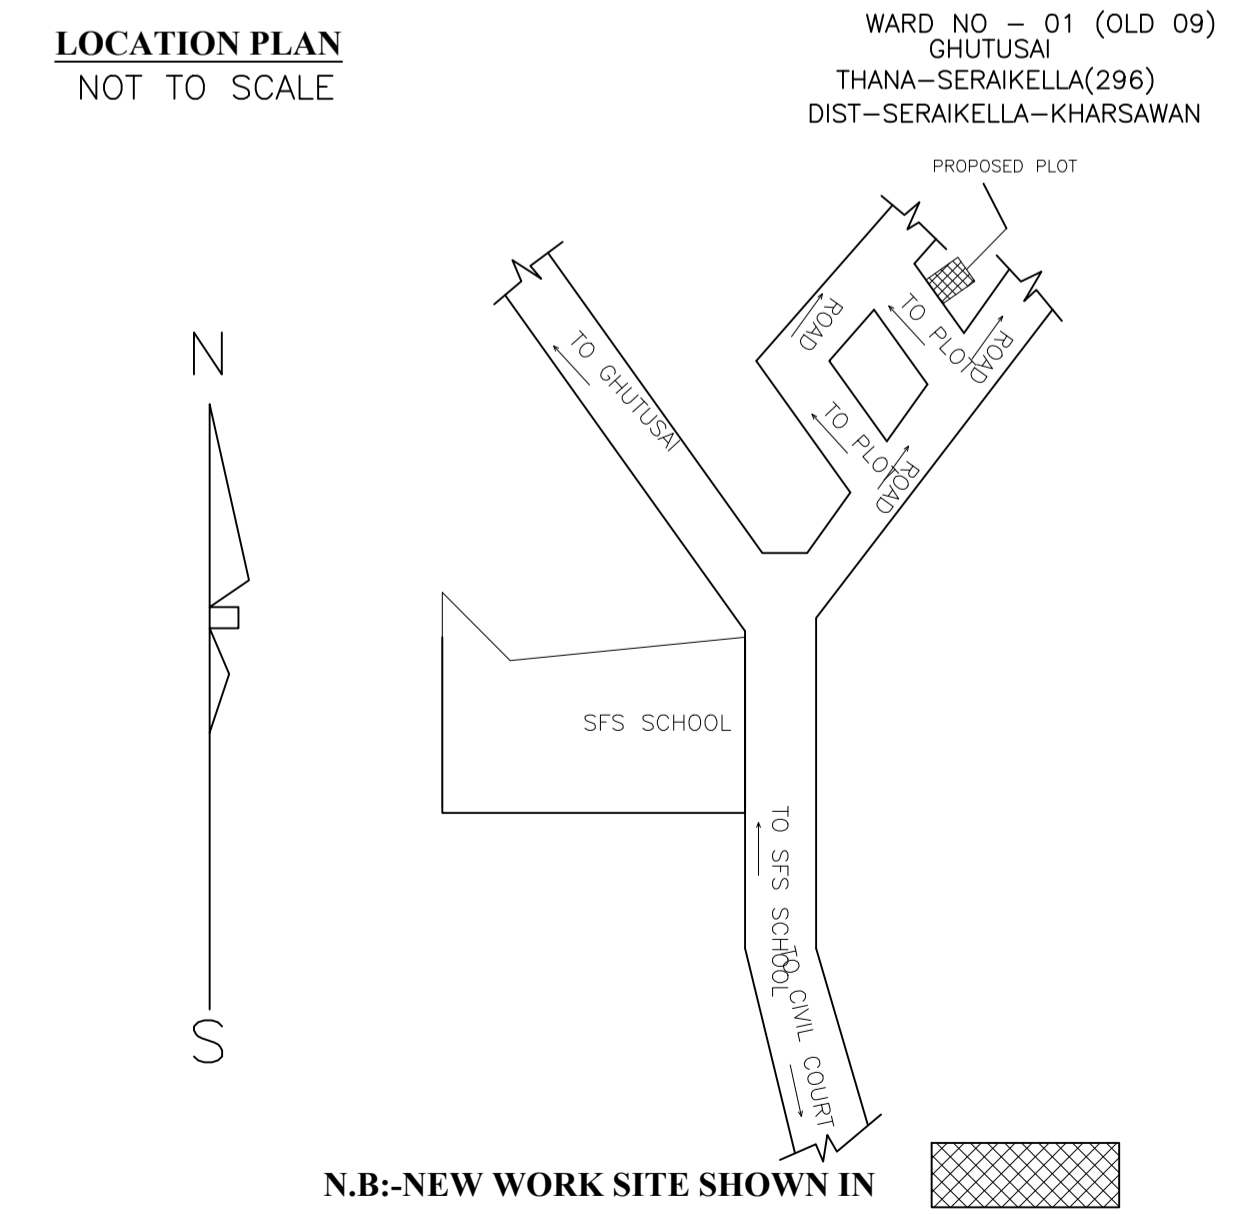 LOCATION PLAN
NOT TO SCALE
WARD NO - 01 (OLD 09)
GHUTUSAI
THANA-SERAIKELLA(296)
DIST-SERAIKELLA-KHARSAWAN
PROPOSED PLOT
N
ROAD
TO PLOT
ROAD
TO GHUTUSAI
TO PLOT
ROAD
SFS SCHOOL
TO SFS SCHOOL
TO CIVIL COURT
S
N.B:-NEW WORK SITE SHOWN IN